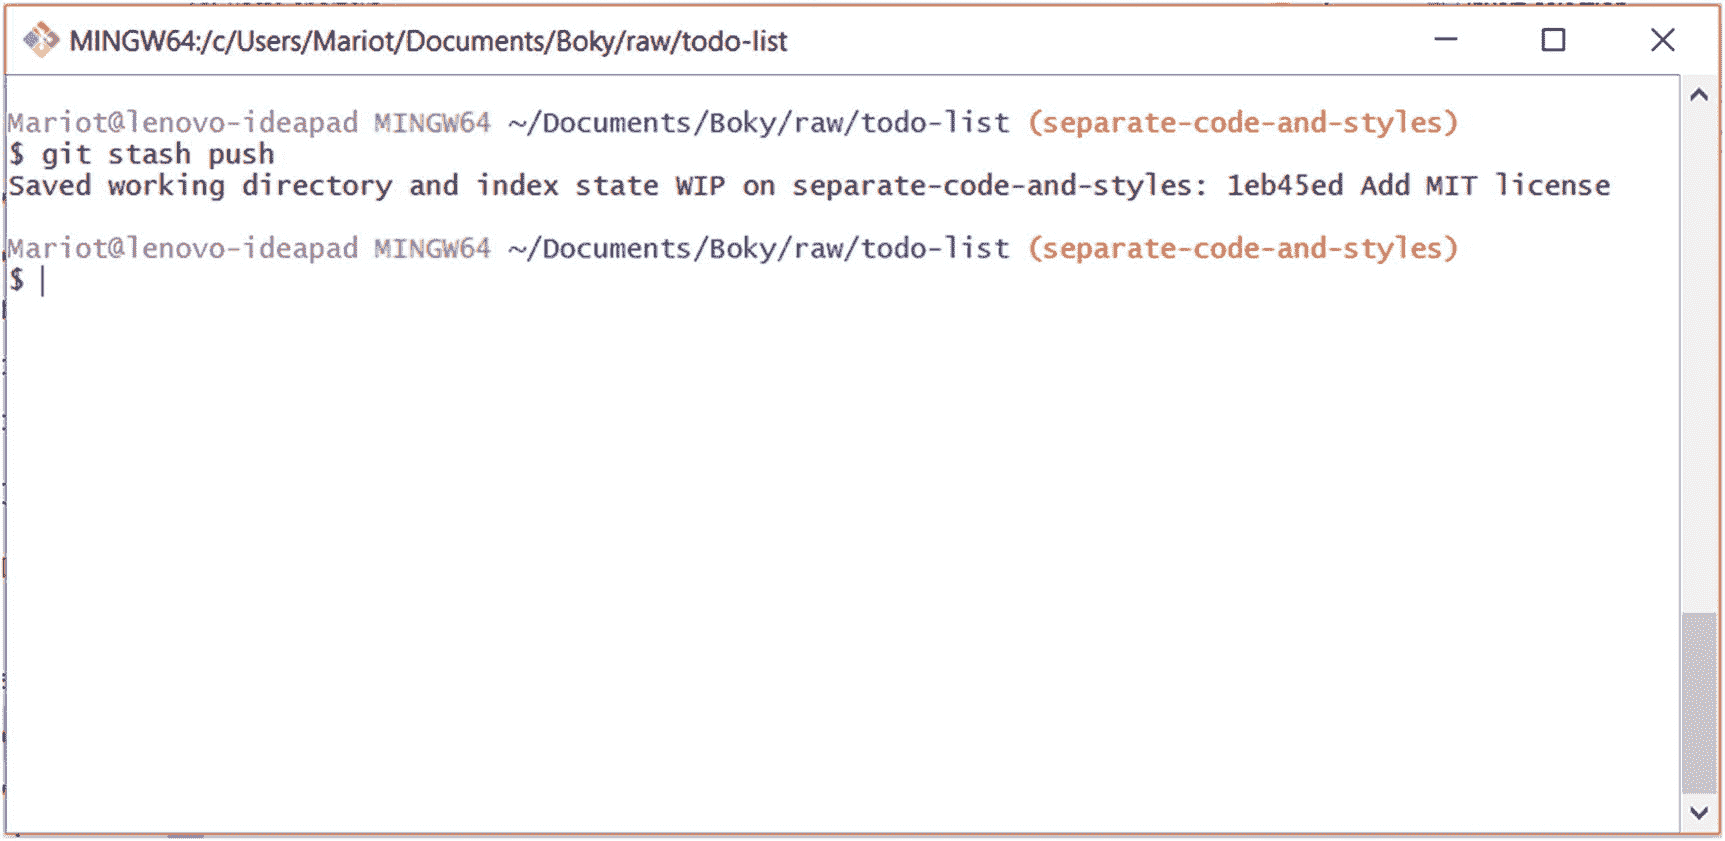 MINGW64:/c/Users/Mariot/Documents/Boky/raw/todo-list
Mariot@lenovo-ideapad MINGW64 ~/Documents/Boky/raw/todo-list (separate-code-and-styles)
$ git stash push
Saved working directory and index state WIP on separate-code-and-styles: 1eb45ed Add MIT license
Mariot@lenovo-ideapad MINGW64 ~/Documents/Boky/raw/todo-list (separate-code-and-styles)
$